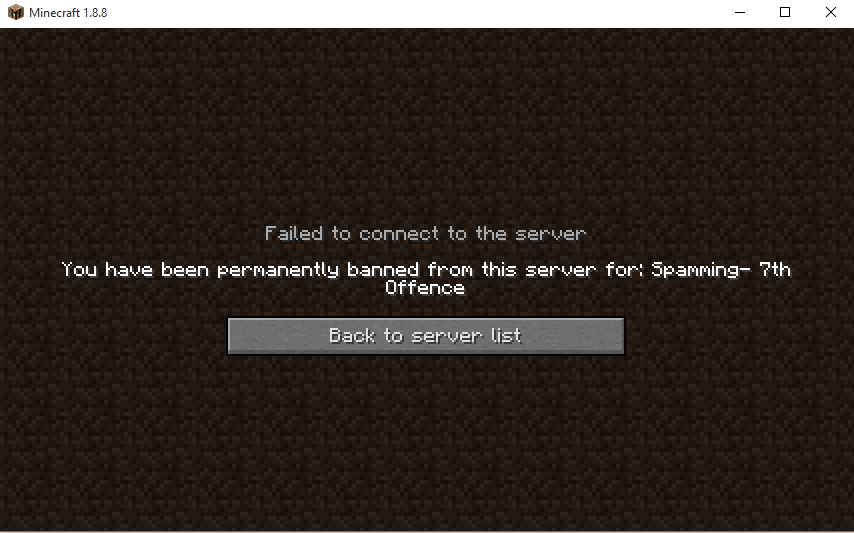 Minecraft 1.8.8
Failed to connect to the server
You have been permanently banned from this server for: Spamming- 7th
Offence
Back to server list